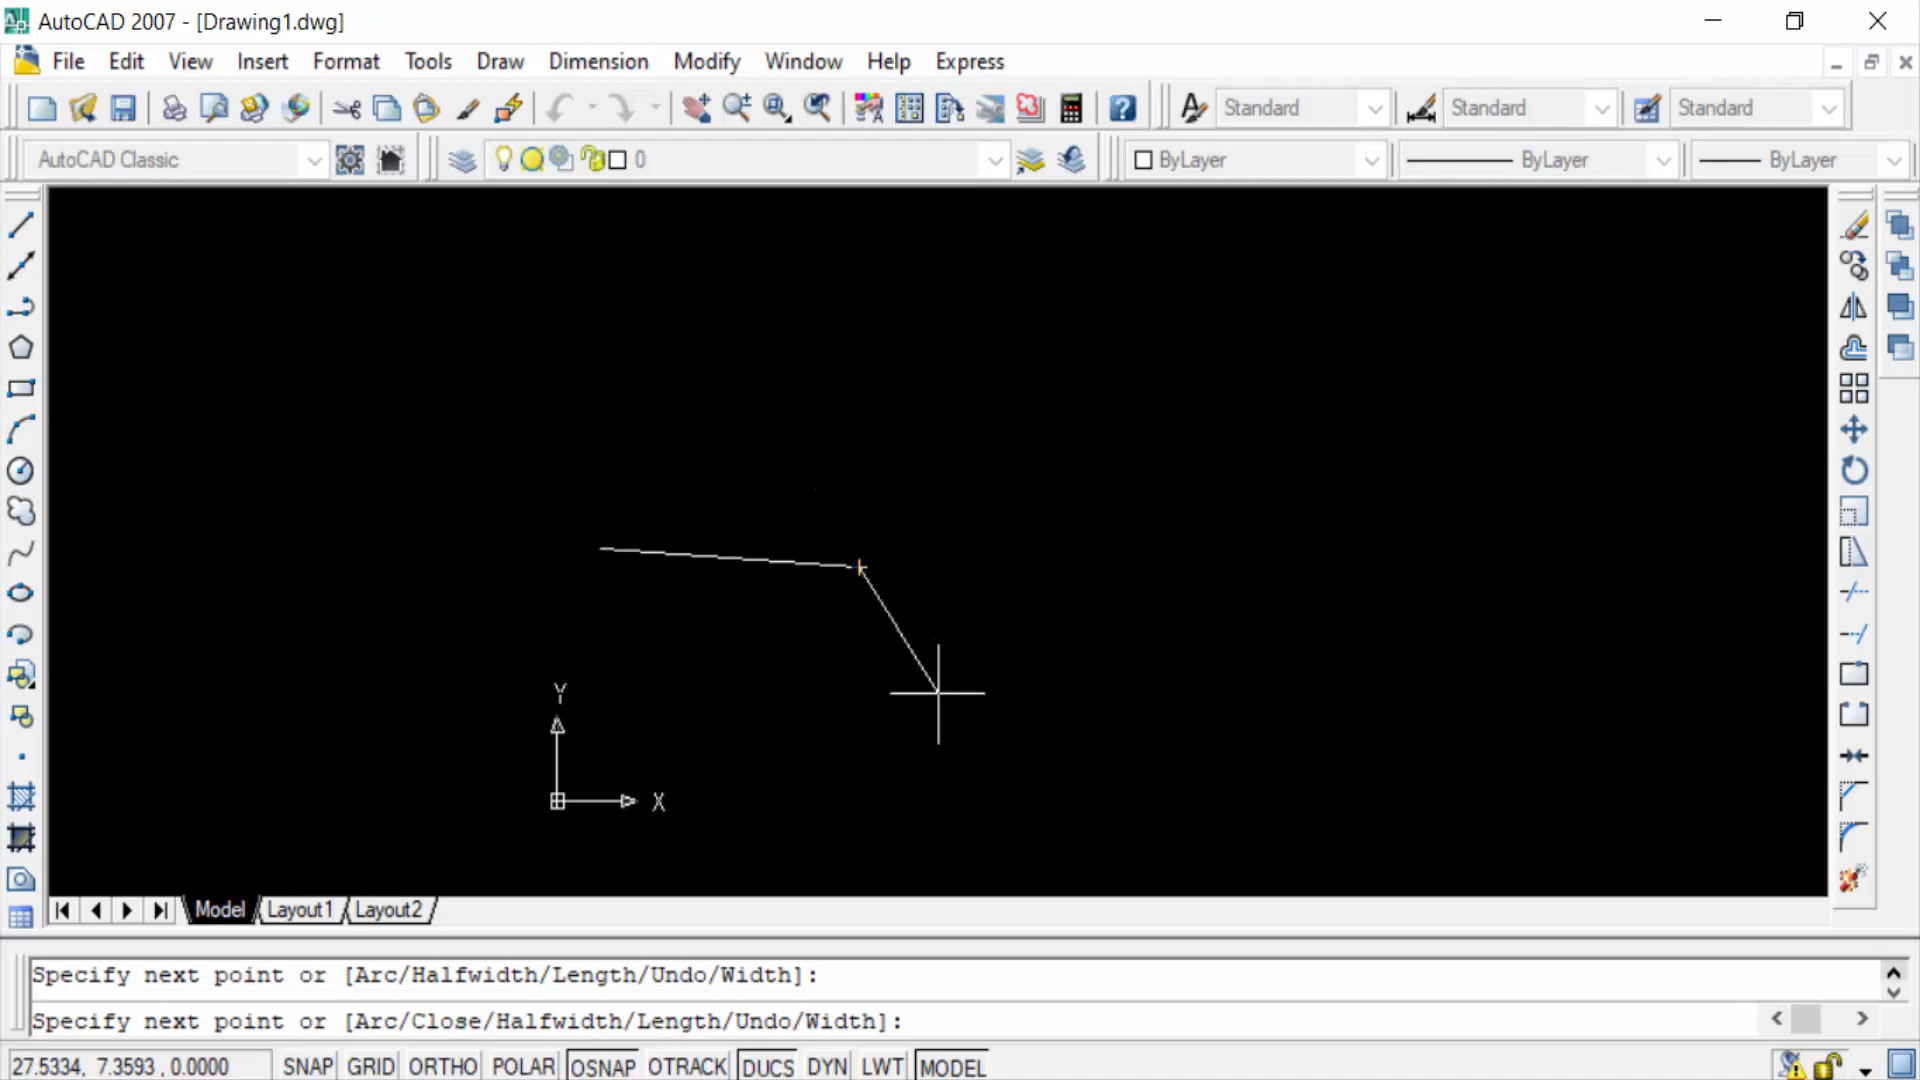 AutoCAD 2007 - [Drawing1.dwg]
File Edit View Insert Format Tools Draw Dimension Modify Window Help Express
Standard Standard Standard
AutoCAD Classic 0 ByLayer ByLayer ByLayer
Y
X
Model Layout1 Layout2
Specify next point or [Arc/Halfwidth/Length/Undo/Width]:
Specify next point or [Arc/Close/Halfwidth/Length/Undo/Width]:
27.5334, 7.3593 , 0.0000 SNAP GRID ORTHO POLAR OSNAP OTRACK DUCS DYN LWT MODEL